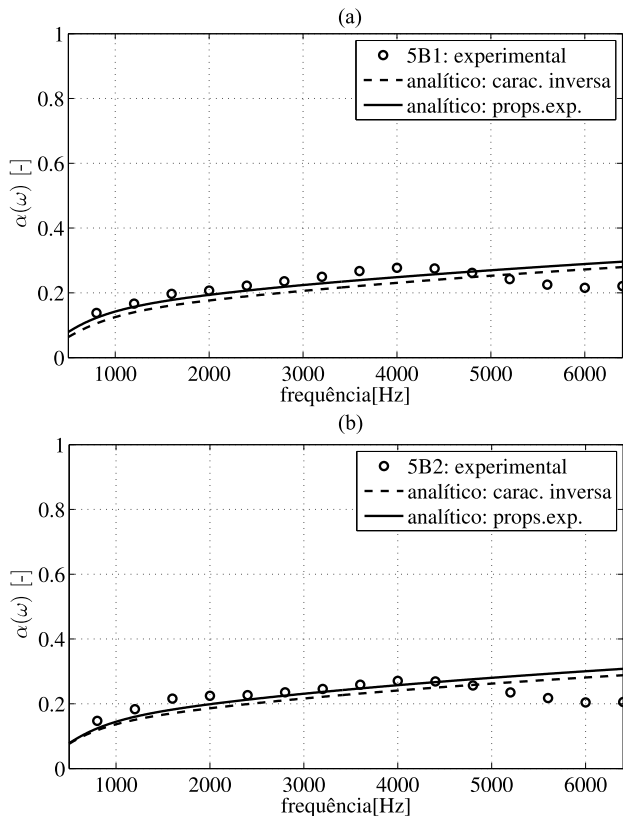 (a)
1
0.8
0.6
0.4
0.2
0
α(ω) [-]
5B1: experimental
analítico: carac. inversa
analítico: props.exp.
1000 2000 3000 4000 5000 6000
frequência[Hz]
(b)
1
0.8
0.6
0.4
0.2
0
α(ω) [-]
5B2: experimental
analítico: carac. inversa
analítico: props.exp.
1000 2000 3000 4000 5000 6000
frequência[Hz]